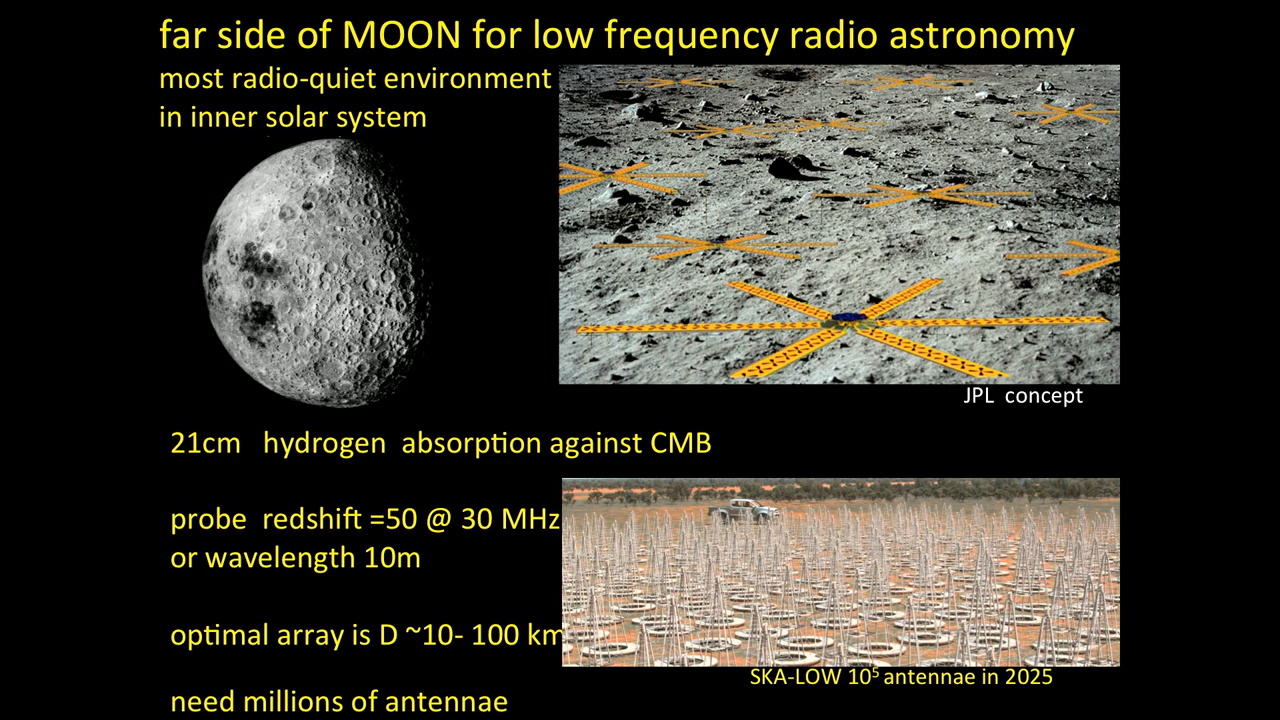 far side of MOON for low frequency radio astronomy
most radio-quiet environment
in inner solar system
JPL concept
21cm hydrogen absorption against CMB
probe redshift =50 @ 30 MHz
or wavelength 10m
optimal array is D ~10- 100 km
SKA-LOW 10⁵ antennae in 2025
need millions of antennae